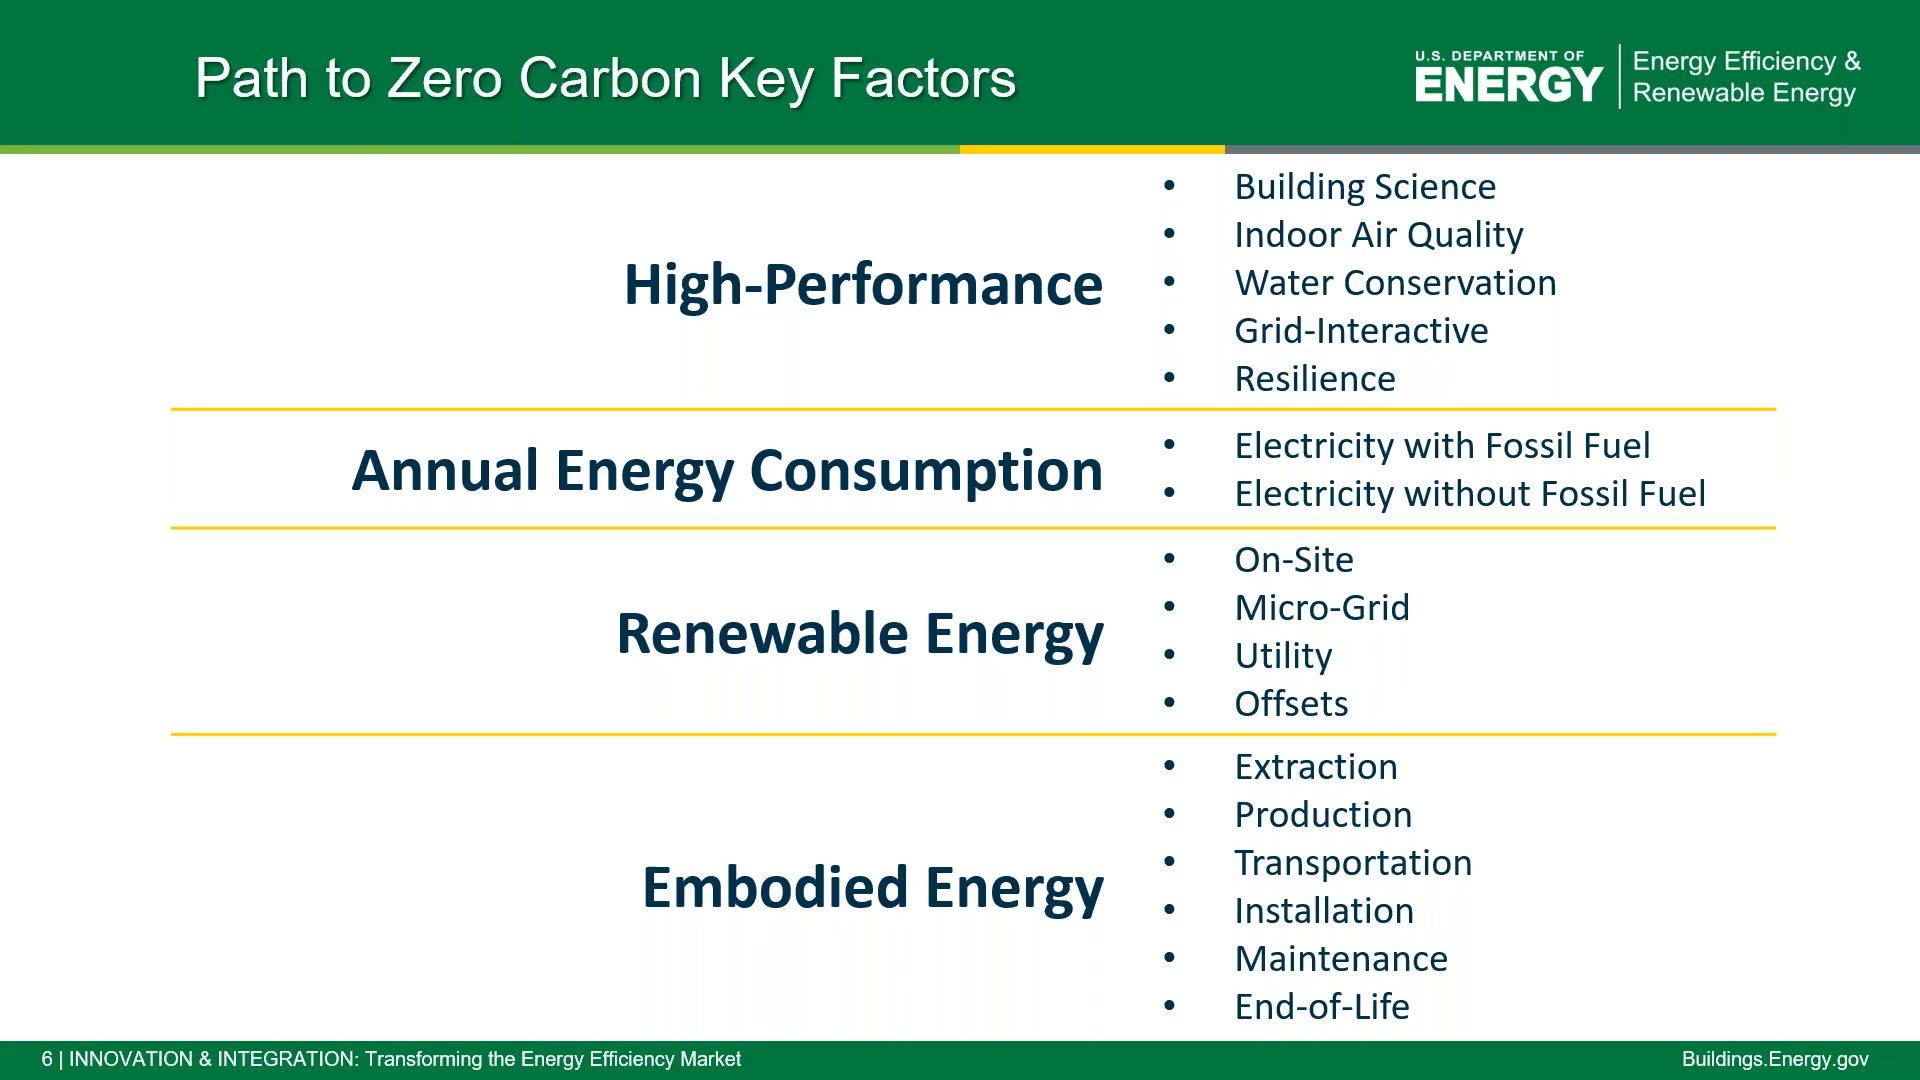 Path to Zero Carbon Key Factors
U.S. DEPARTMENT OF
ENERGY
Energy Efficiency &
Renewable Energy
High-Performance
• Building Science
• Indoor Air Quality
• Water Conservation
• Grid-Interactive
• Resilience
Annual Energy Consumption
• Electricity with Fossil Fuel
• Electricity without Fossil Fuel
Renewable Energy
• On-Site
• Micro-Grid
• Utility
• Offsets
Embodied Energy
• Extraction
• Production
• Transportation
• Installation
• Maintenance
• End-of-Life
6 | INNOVATION & INTEGRATION: Transforming the Energy Efficiency Market
Buildings.Energy.gov